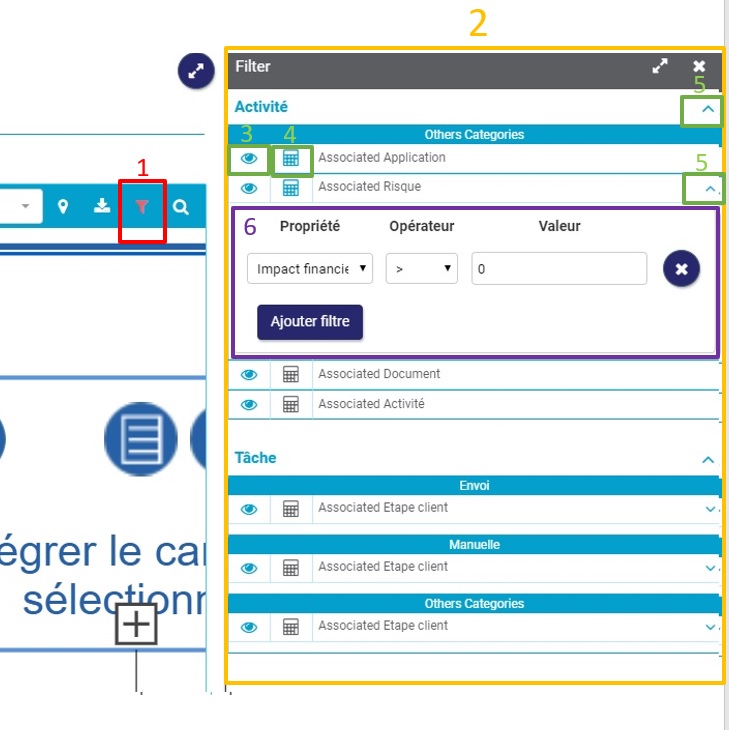 2
Filter
5
Activité
Others Categories
3
4
Associated Application
1
5
Associated Risque
6
Propriété
Opérateur
Valeur
Impact financie
>
0
Ajouter filtre
Associated Document
Associated Activité
Tâche
Envoi
Associated Etape client
égrer le ca
Manuelle
Associated Etape client
sélection
Others Categories
Associated Etape client